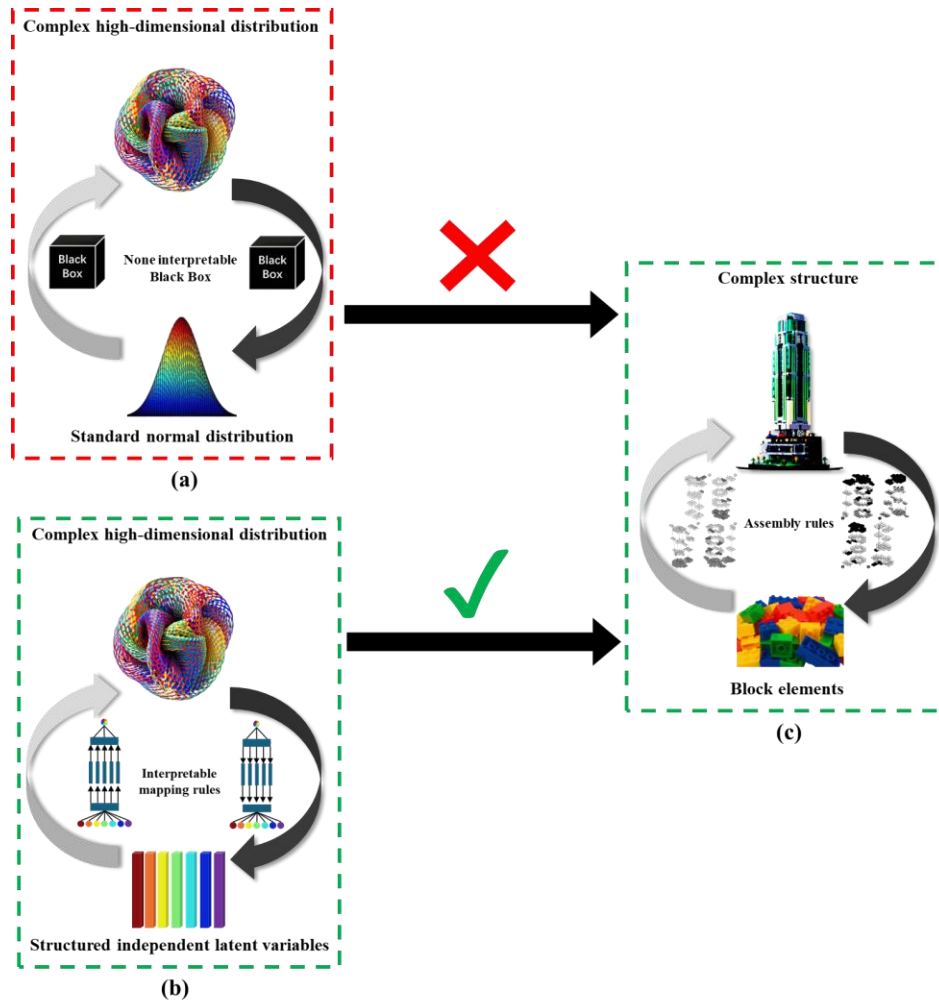 Complex high-dimensional distribution
Black
Box
None interpretable
Black Box
Black
Box
Standard normal distribution
(a)
Complex high-dimensional distribution
Interpretable
mapping rules
Structured independent latent variables
(b)
Complex structure
Assembly rules
Block elements
(c)